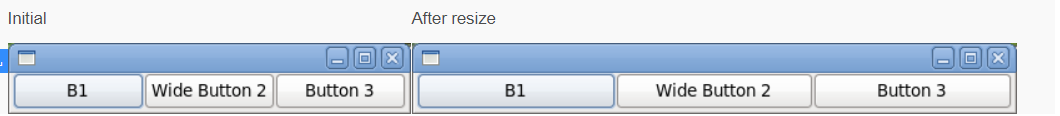 Initial
After resize
B1 Wide Button 2 Button 3
B1 Wide Button 2 Button 3